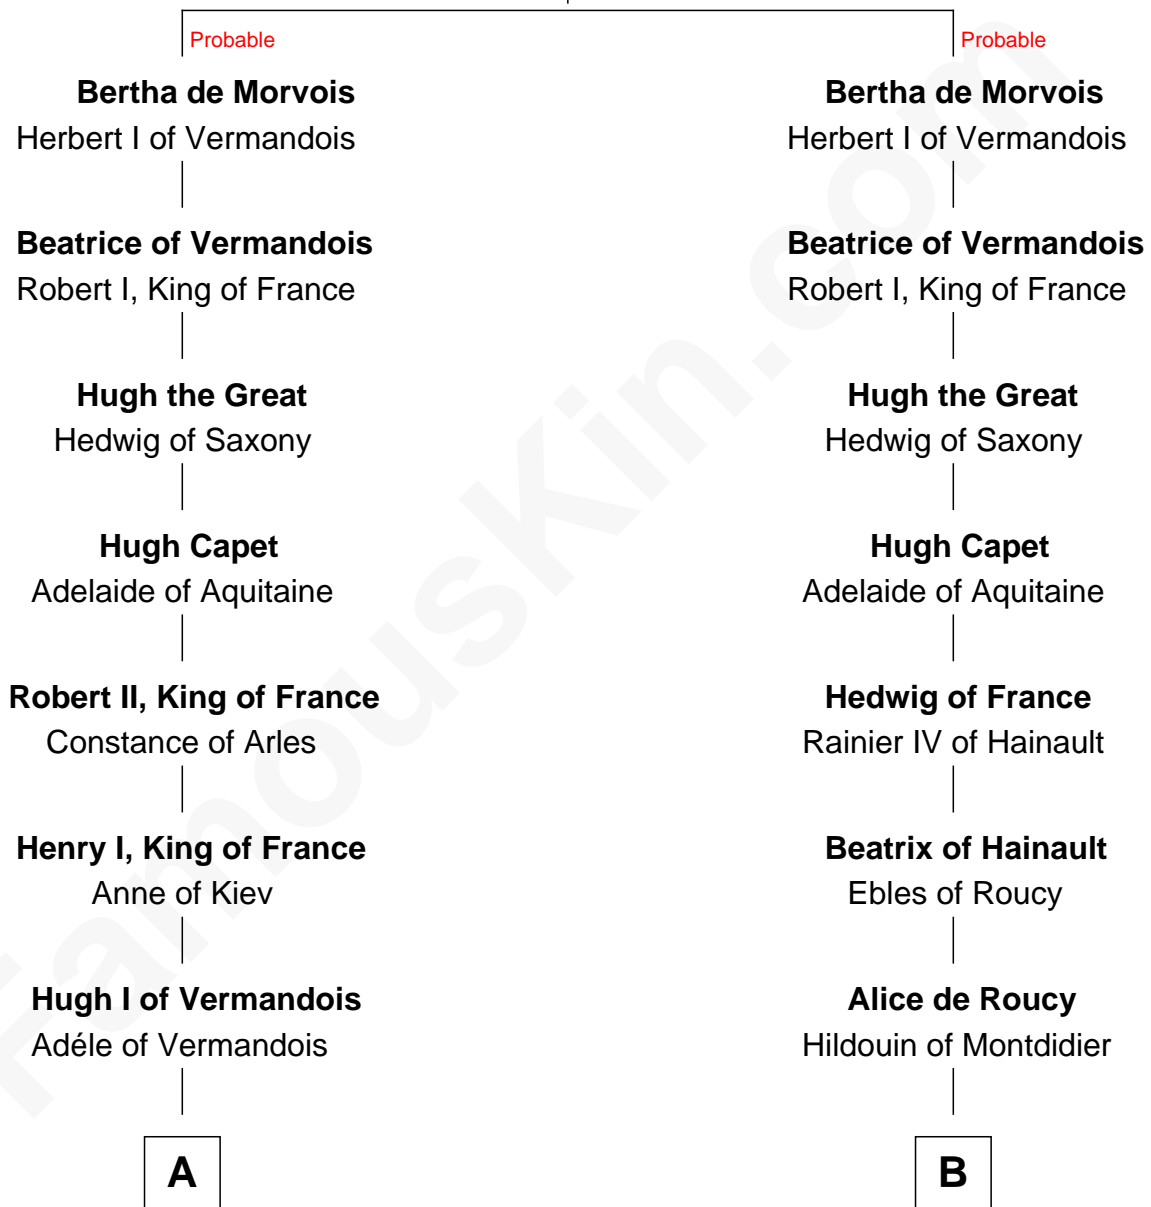 Probable Probable
Bertha de Morvois Bertha de Morvois
Herbert I of Vermandois Herbert I of Vermandois
Beatrice of Vermandois Beatrice of Vermandois
Robert I, King of France Robert I, King of France
Hugh the Great Hugh the Great
Hedwig of Saxony Hedwig of Saxony
Hugh Capet Hugh Capet
Adelaide of Aquitaine Adelaide of Aquitaine
Robert II, King of France Hedwig of France
Constance of Arles Rainier IV of Hainault
Henry I, King of France Beatrix of Hainault
Anne of Kiev Ebles of Roucy
Hugh I of Vermandois Alice de Roucy
Adéle of Vermandois Hildouin of Montdidier
A B
FamousKin.com